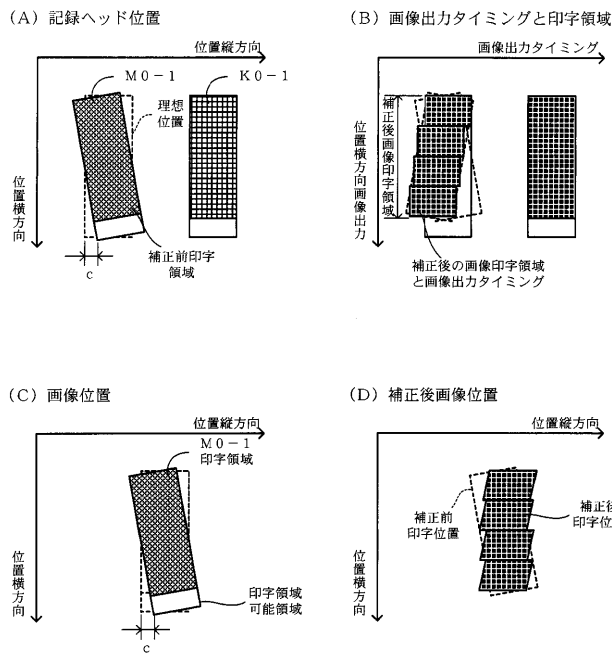 (A) 記録ヘッド位置
位置縦方向
M0-1
K0-1
理想
位置
位置横方向
補正前印字
領域
c
(B) 画像出力タイミングと印字領域
画像出力タイミング
補正後画像印字領域
位置横方向画像出力
補正後の画像印字領域
と画像出力タイミング
(C) 画像位置
位置縦方向
M0-1
印字領域
位置横方向
印字領域
可能領域
c
(D) 補正後画像位置
位置縦方向
補正前
印字位置
補正後
印字位
位置横方向